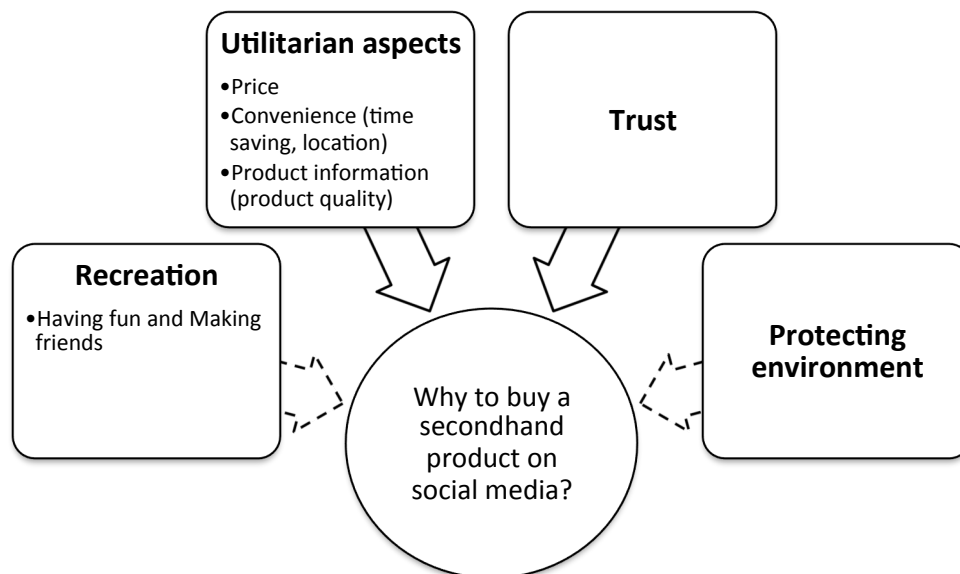 Utilitarian aspects
•Price
•Convenience (time
saving, location)
•Product information
(product quality)
Trust
Recreation
•Having fun and Making
friends
Protecting
environment
Why to buy a
secondhand
product on
social media?